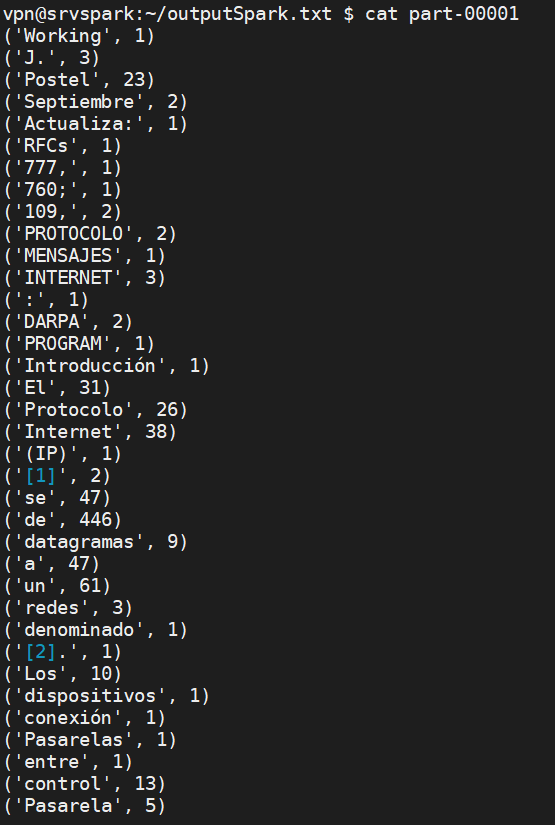 vpn@srvspark:~/outputSpark.txt $ cat part-00001
('Working', 1)
('J.', 3)
('Postel', 23)
('Septiembre', 2)
('Actualiza:', 1)
('RFCs', 1)
('777,', 1)
('760;', 1)
('109,', 2)
('PROTOCOLO', 2)
('MENSAJES', 1)
('INTERNET', 3)
(':', 1)
('DARPA', 2)
('PROGRAM', 1)
('Introducción', 1)
('El', 31)
('Protocolo', 26)
('Internet', 38)
('(IP)', 1)
('[1]', 2)
('se', 47)
('de', 446)
('datagramas', 9)
('a', 47)
('un', 61)
('redes', 3)
('denominado', 1)
('[2].', 1)
('Los', 10)
('dispositivos', 1)
('conexión', 1)
('Pasarelas', 1)
('entre', 1)
('control', 13)
('Pasarela', 5)